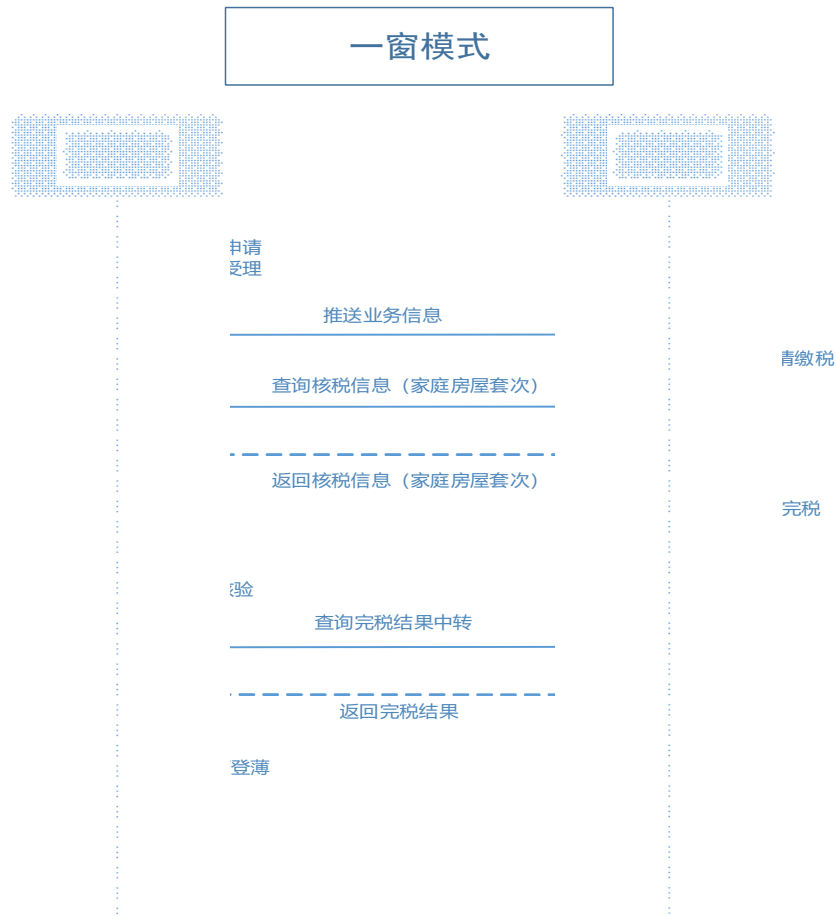 一窗模式
申请
受理
推送业务信息
缴税
查询核税信息（家庭房屋套次）
返回核税信息（家庭房屋套次）
完税
验
查询完税结果中转
返回完税结果
登薄